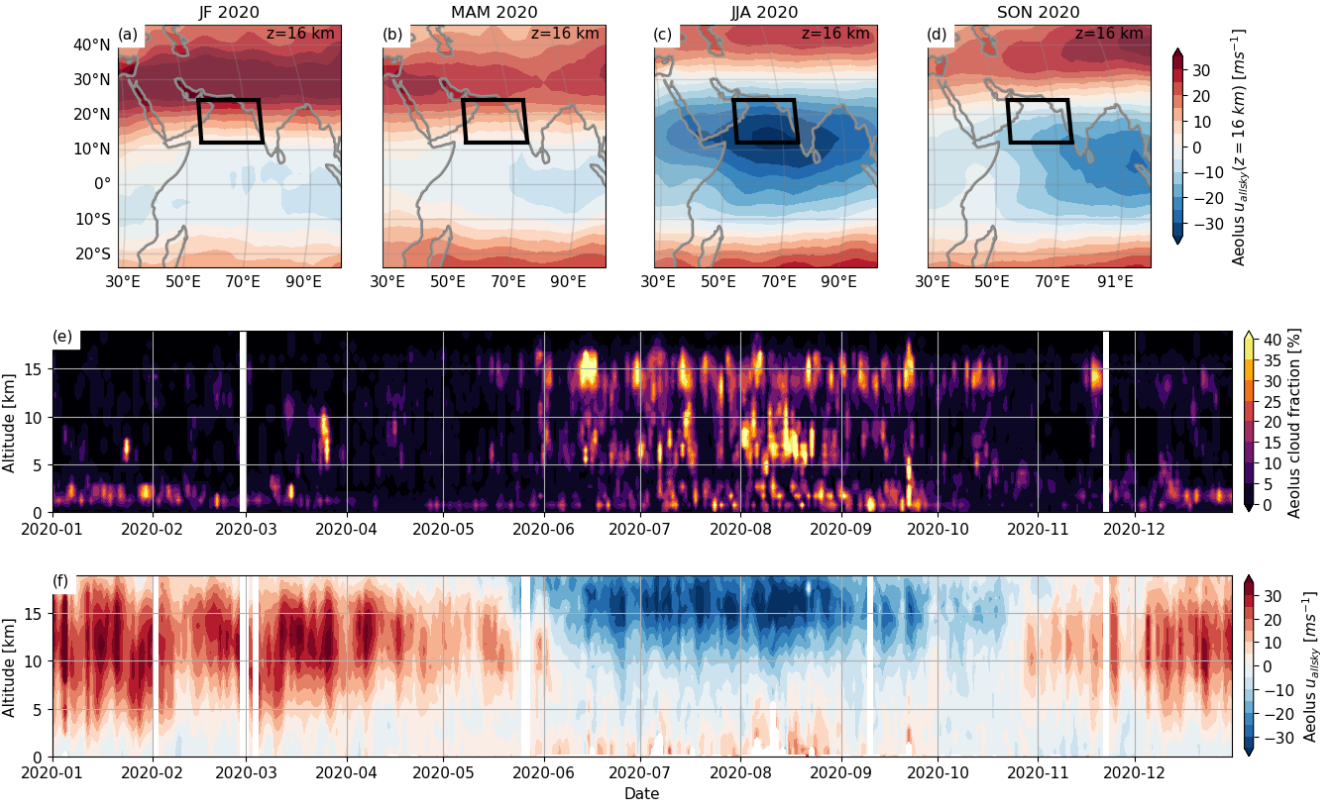 JF 2020
MAM 2020
JJA 2020
SON 2020
(a) z=16 km
(b) z=16 km
(c) z=16 km
(d) z=16 km
40°N
30°N
20°N
10°N
0°
10°S
20°S
30°E 50°E 70°E 90°E
30°E 50°E 70°E 90°E
30°E 50°E 70°E 90°E
30°E 50°E 70°E 91°E
30
20
10
0
−10
−20
−30
Aeolus u_allsky(z = 16 km) [ms⁻¹]
(e)
Altitude [km]
15
10
5
0
2020-01 2020-02 2020-03 2020-04 2020-05 2020-06 2020-07 2020-08 2020-09 2020-10 2020-11 2020-12
40
35
30
25
20
15
10
5
0
Aeolus cloud fraction [%]
(f)
Altitude [km]
15
10
5
0
2020-01 2020-02 2020-03 2020-04 2020-05 2020-06 2020-07 2020-08 2020-09 2020-10 2020-11 2020-12
Date
30
20
10
0
−10
−20
−30
Aeolus u_allsky [ms⁻¹]